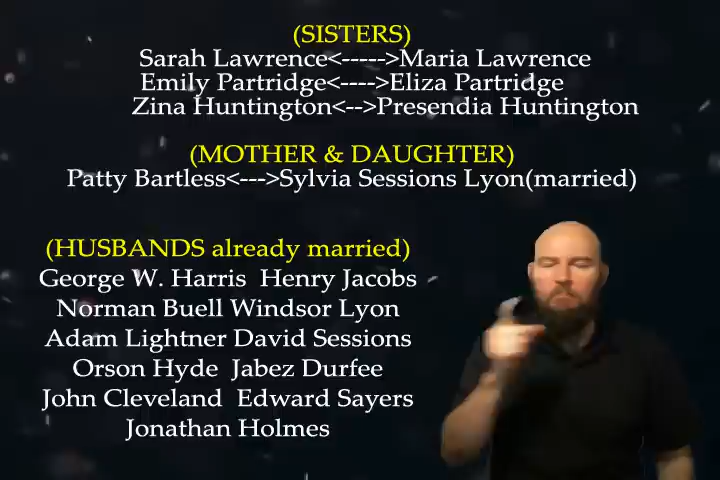 (SISTERS)
Sarah Lawrence<----->Maria Lawrence
Emily Partridge<---->Eliza Partridge
Zina Huntington<-->Presendia Huntington
(MOTHER & DAUGHTER)
Patty Bartless<--->Sylvia Sessions Lyon(married)
(HUSBANDS already married)
George W. Harris  Henry Jacobs
Norman Buell Windsor Lyon
Adam Lightner David Sessions
Orson Hyde  Jabez Durfee
John Cleveland  Edward Sayers
Jonathan Holmes